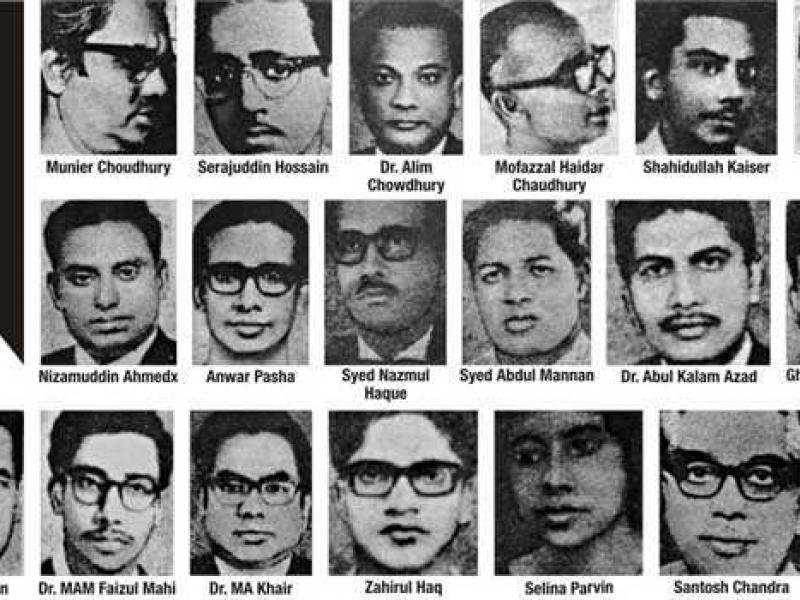 Munier Choudhury
Serajuddin Hossain
Dr. Alim
Chowdhury
Mofazzal Haidar
Chaudhury
Shahidullah Kaiser
Nizamuddin Ahmedx
Anwar Pasha
Syed Nazmul
Haque
Syed Abdul Mannan
Dr. Abul Kalam Azad
Gh
n
Dr. MAM Faizul Mahi
Dr. MA Khair
Zahirul Haq
Selina Parvin
Santosh Chandra